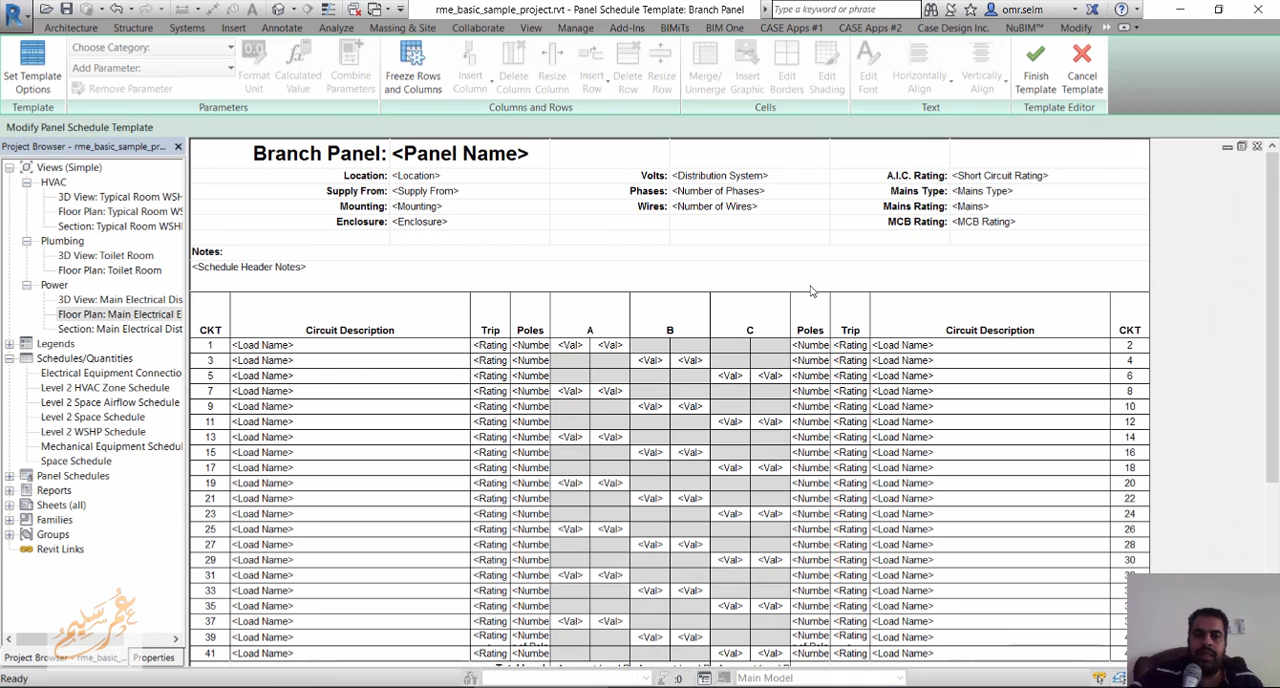 rme_basic_sample_project.rvt - Panel Schedule Template: Branch Panel
Type a keyword or phrase
omr.selm
Architecture Structure Systems Insert Annotate Analyze Massing & Site Collaborate View Manage Add-Ins BiMiTs BIM One CASE Apps #1 CASE Apps #2 Case Design Inc. NuBIM™ Modify
Set Template Options
Choose Category:
Add Parameter:
Remove Parameter
Format Unit
Calculated Value
Combine Parameters
Freeze Rows and Columns
Insert Column
Delete Column
Resize Column
Insert Row
Delete Row
Resize Row
Merge/ Unmerge
Insert Graphic
Edit Borders
Edit Shading
Edit Font
Horizontally Align
Vertically Align
Finish Template
Cancel Template
Template Parameters Columns and Rows Cells Text Template Editor
Modify Panel Schedule Template
Project Browser - rme_basic_sample_pr...
Views (Simple)
HVAC
3D View: Typical Room WSH
Floor Plan: Typical Room WS
Section: Typical Room WSHI
Plumbing
3D View: Toilet Room
Floor Plan: Toilet Room
Power
3D View: Main Electrical Dis
Floor Plan: Main Electrical E
Section: Main Electrical Dist
Legends
Schedules/Quantities
Electrical Equipment Connectio
Level 2 HVAC Zone Schedule
Level 2 Space Airflow Schedule
Level 2 Space Schedule
Level 2 WSHP Schedule
Mechanical Equipment Schedu
Space Schedule
Panel Schedules
Reports
Sheets (all)
Families
Groups
Revit Links
عمر سليم
Project Browser - rme_basic_... Properties
Branch Panel: <Panel Name>
Location: <Location> Volts: <Distribution System> A.I.C. Rating: <Short Circuit Rating>
Supply From: <Supply From> Phases: <Number of Phases> Mains Type: <Mains Type>
Mounting: <Mounting> Wires: <Number of Wires> Mains Rating: <Mains>
Enclosure: <Enclosure> MCB Rating: <MCB Rating>
Notes:
<Schedule Header Notes>
CKT Circuit Description Trip Poles A B C Poles Trip Circuit Description CKT
1 <Load Name> <Rating <Numbe <Val> <Val> <Numbe <Rating <Load Name> 2
3 <Load Name> <Rating <Numbe <Val> <Val> <Numbe <Rating <Load Name> 4
5 <Load Name> <Rating <Numbe <Val> <Val> <Numbe <Rating <Load Name> 6
7 <Load Name> <Rating <Numbe <Val> <Val> <Numbe <Rating <Load Name> 8
9 <Load Name> <Rating <Numbe <Val> <Val> <Numbe <Rating <Load Name> 10
11 <Load Name> <Rating <Numbe <Val> <Val> <Numbe <Rating <Load Name> 12
13 <Load Name> <Rating <Numbe <Val> <Val> <Numbe <Rating <Load Name> 14
15 <Load Name> <Rating <Numbe <Val> <Val> <Numbe <Rating <Load Name> 16
17 <Load Name> <Rating <Numbe <Val> <Val> <Numbe <Rating <Load Name> 18
19 <Load Name> <Rating <Numbe <Val> <Val> <Numbe <Rating <Load Name> 20
21 <Load Name> <Rating <Numbe <Val> <Val> <Numbe <Rating <Load Name> 22
23 <Load Name> <Rating <Numbe <Val> <Val> <Numbe <Rating <Load Name> 24
25 <Load Name> <Rating <Numbe <Val> <Val> <Numbe <Rating <Load Name> 26
27 <Load Name> <Rating <Numbe <Val> <Val> <Numbe <Rating <Load Name> 28
29 <Load Name> <Rating <Numbe <Val> <Val> <Numbe <Rating <Load Name> 30
31 <Load Name> <Rating <Numbe <Val> <Val> <Numbe <Rating <Load Name>
33 <Load Name> <Rating <Numbe <Val> <Val> <Numbe <Rating <Load Name>
35 <Load Name> <Rating <Numbe <Val> <Val> <Numbe <Rating <Load Name>
37 <Load Name> <Rating <Numbe <Val> <Val> <Numbe <Rating <Load Name>
39 <Load Name> <Rating <Numbe <Val> <Val> <Numbe <Rating <Load Name>
41 <Load Name> <Rating <Numbe <Val> <Val> <Numbe <Rating <Load Name>
Ready
:0
Main Model